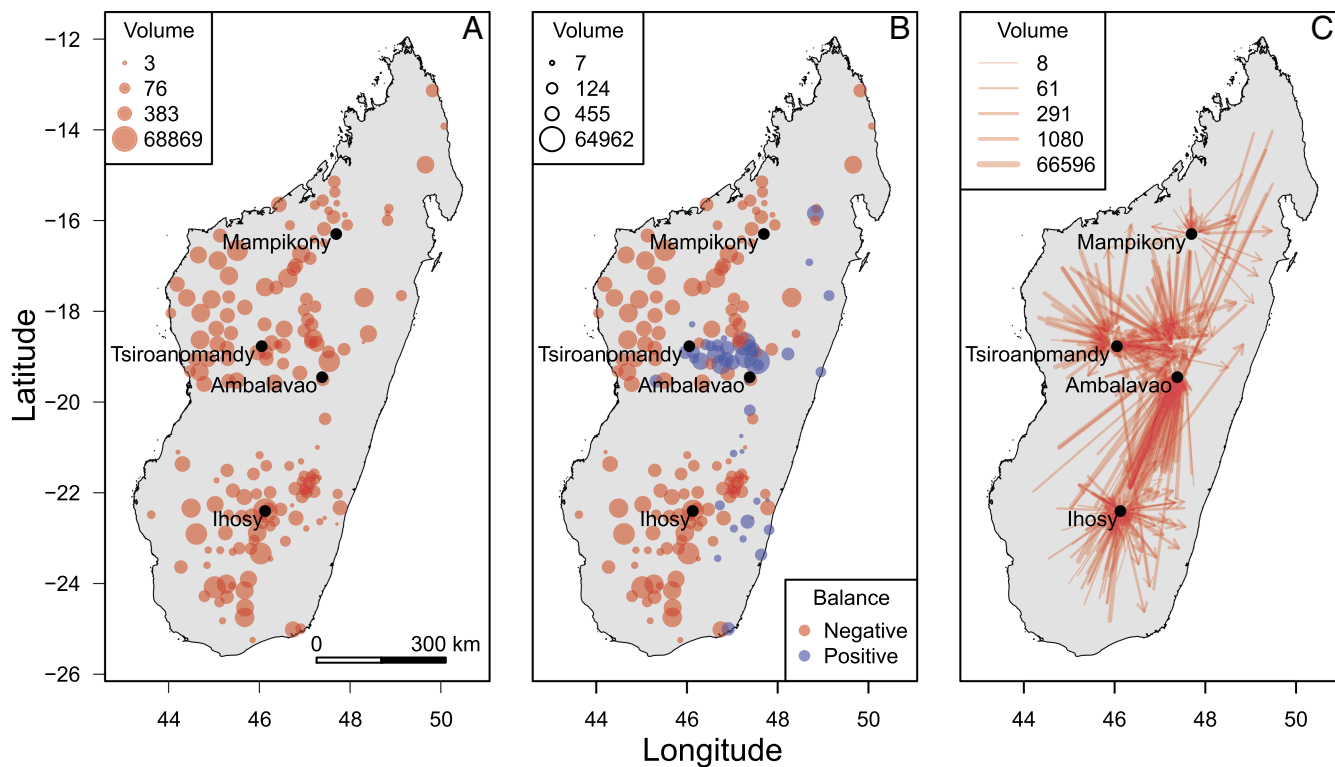 A
Volume
3
76
383
68869
Mampikony
Tsiroanomandy
Ambalavao
Ihosy
0 300 km
B
Volume
7
124
455
64962
Mampikony
Tsiroanomandy
Ambalavao
Ihosy
Balance
Negative
Positive
C
Volume
8
61
291
1080
66596
Mampikony
Tsiroanomandy
Ambalavao
Ihosy
Latitude
−12
−14
−16
−18
−20
−22
−24
−26
44 46 48 50
44 46 48 50
44 46 48 50
Longitude